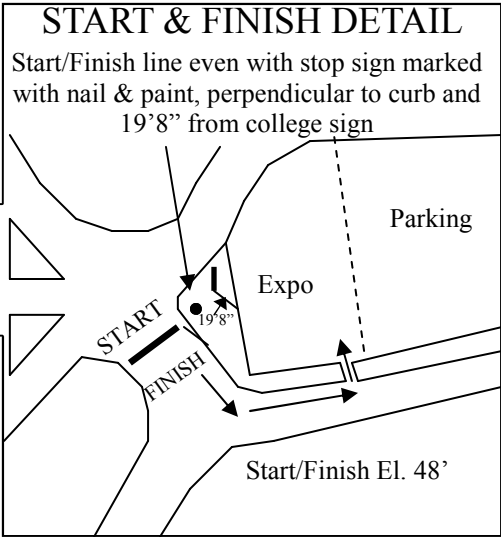 START & FINISH DETAIL
Start/Finish line even with stop sign marked
with nail & paint, perpendicular to curb and
19'8” from college sign
Parking
Expo
19'8”
START
FINISH
Start/Finish El. 48’